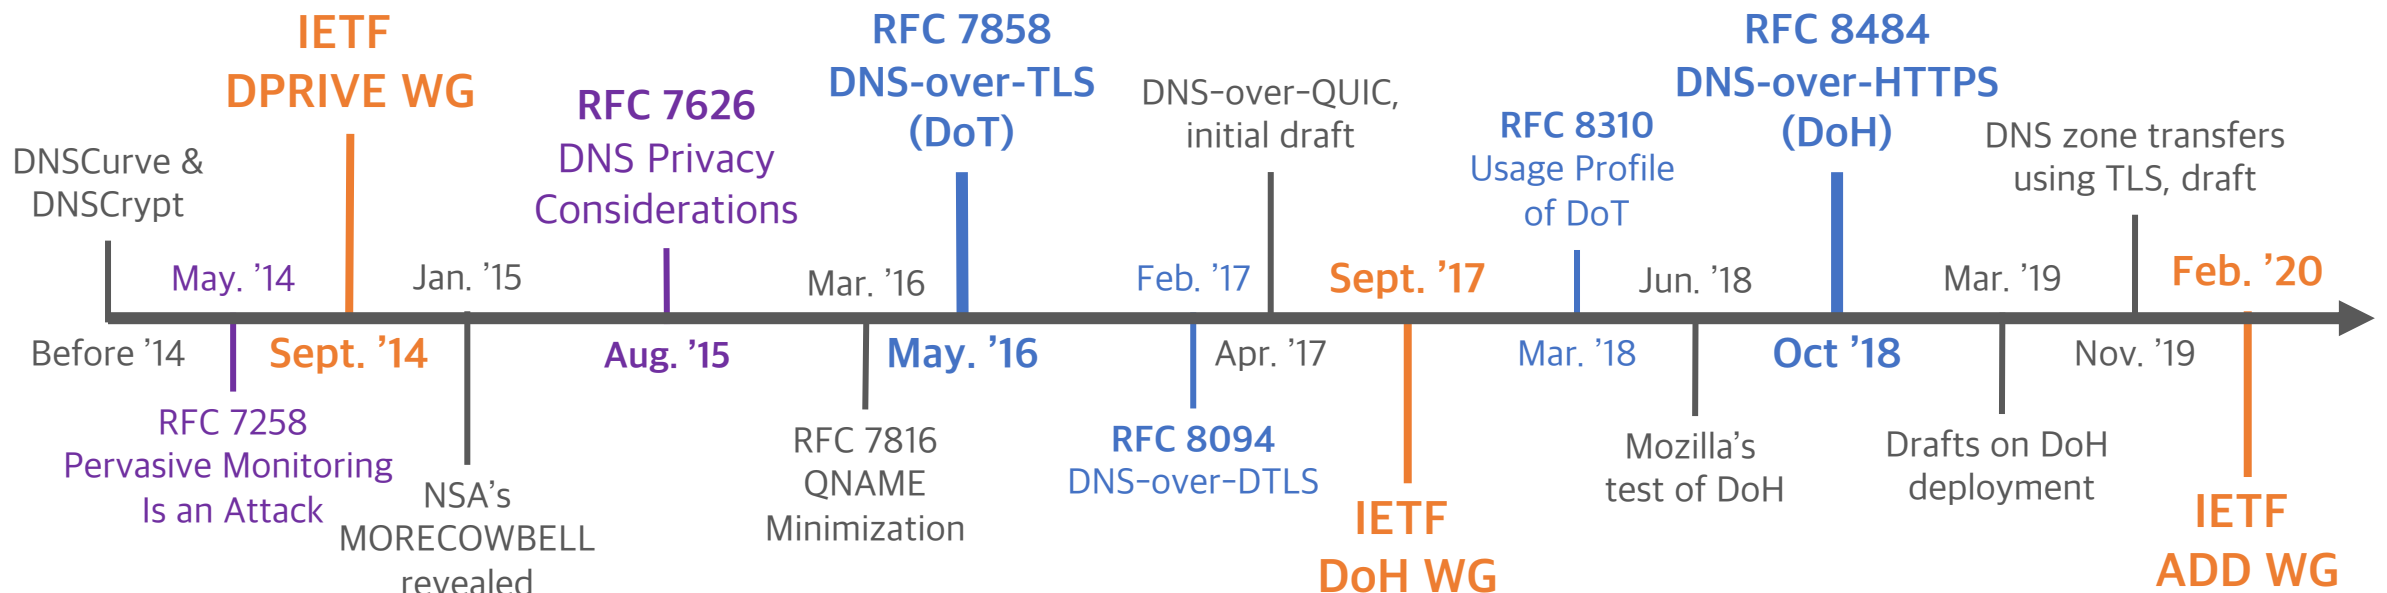 DNSCurve &
DNSCrypt
Before '14
May. '14
RFC 7258
Pervasive Monitoring
Is an Attack
IETF
DPRIVE WG
Sept. '14
Jan. '15
NSA's
MORECOWBELL
revealed
RFC 7626
DNS Privacy
Considerations
Aug. '15
Mar. '16
RFC 7816
QNAME
Minimization
RFC 7858
DNS-over-TLS
(DoT)
May. '16
Feb. '17
RFC 8094
DNS-over-DTLS
DNS-over-QUIC,
initial draft
Apr. '17
Sept. '17
IETF
DoH WG
RFC 8310
Usage Profile
of DoT
Mar. '18
Jun. '18
Mozilla's
test of DoH
RFC 8484
DNS-over-HTTPS
(DoH)
Oct '18
Mar. '19
Drafts on DoH
deployment
DNS zone transfers
using TLS, draft
Nov. '19
Feb. '20
IETF
ADD WG